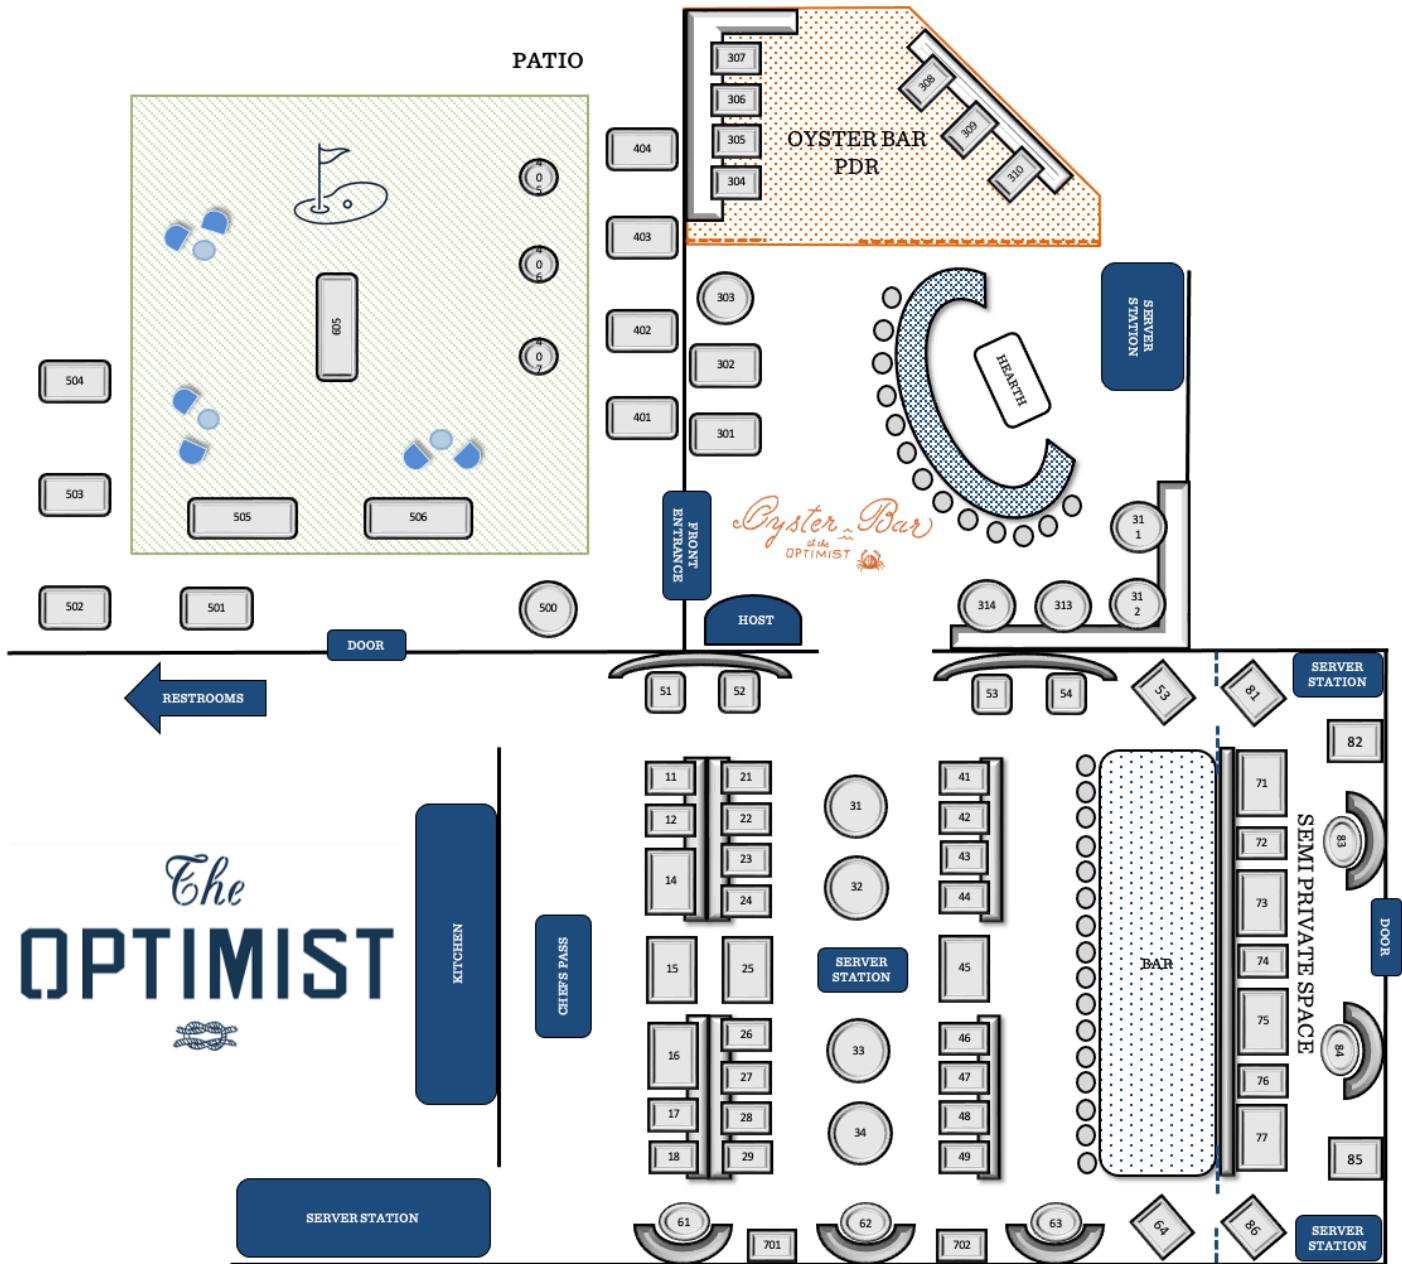 PATIO
307
306
305
304
308
309
310
OYSTER BAR
PDR
404
403
402
401
405
406
407
605
504
503
502
501
500
505
506
303
302
301
HEARTH
SERVER
STATION
FRONT
ENTRANCE
Oyster Bar
at the
OPTIMIST
HOST
311
312
313
314
DOOR
RESTROOMS
51
52
53
54
53
81
SERVER
STATION
82
11
12
14
15
16
17
18
21
22
23
24
25
26
27
28
29
31
32
SERVER
STATION
33
34
41
42
43
44
45
46
47
48
49
BAR
71
72
73
74
75
76
77
SEMI PRIVATE SPACE
83
DOOR
84
85
The
OPTIMIST
KITCHEN
CHEFS PASS
SERVER STATION
61
701
62
702
63
64
86
SERVER
STATION